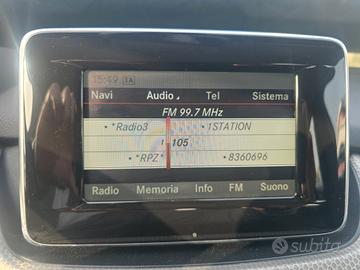 15:49 TA
Navi Audio Tel Sistema
FM 99.7 MHz
*Radio3 1STATION
105
*RPZ* 8360696
Radio Memoria Info FM Suono
subito